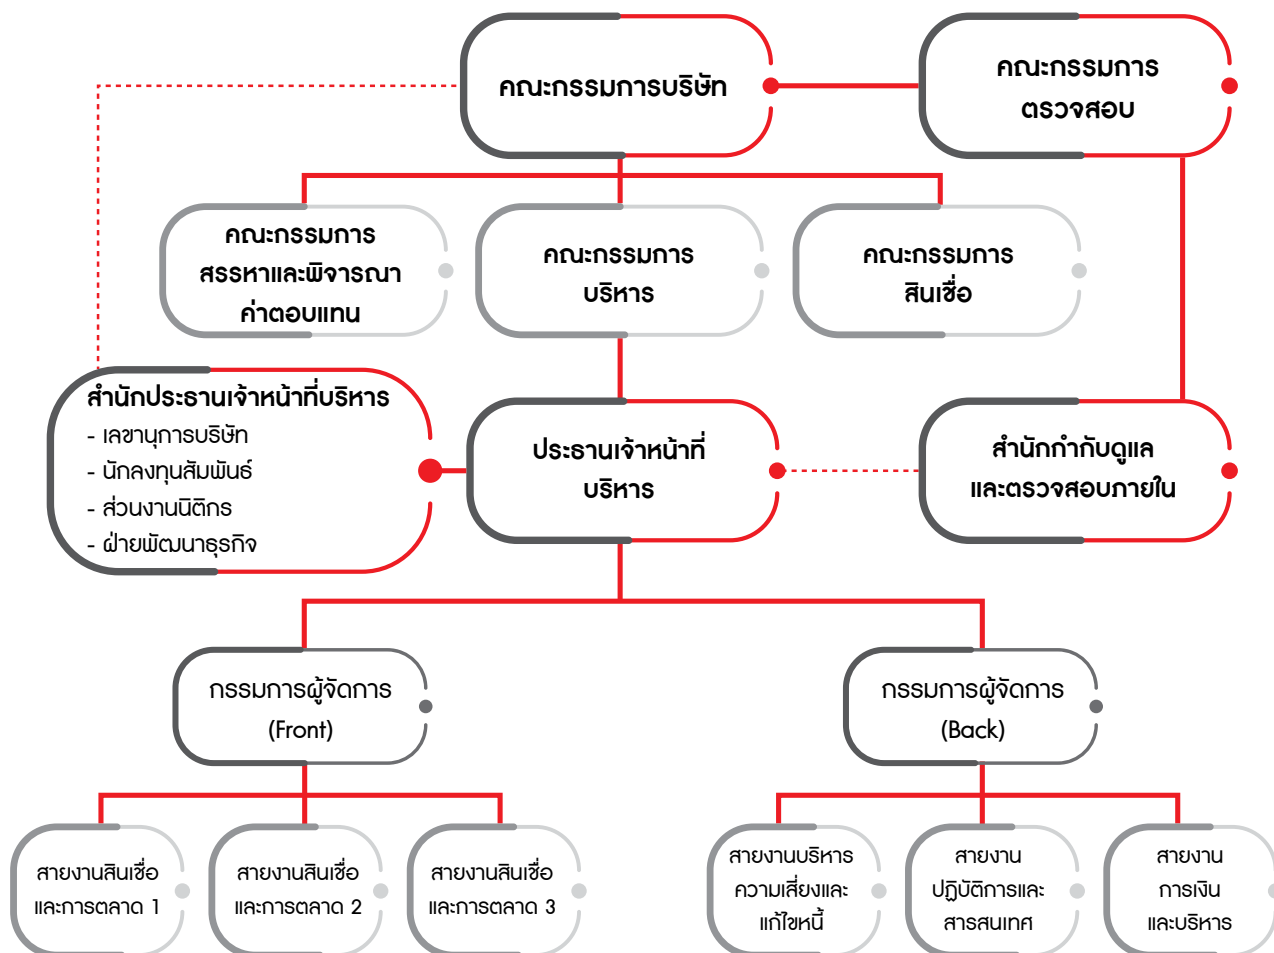 คณะกรรมการบริษัท
คณะกรรมการ
ตรวจสอบ
คณะกรรมการ
สรรหาและพิจารณา
ค่าตอบแทน
คณะกรรมการ
บริหาร
คณะกรรมการ
สินเชื่อ
สำนักประธานเจ้าหน้าที่บริหาร
- เลขานุการบริษัท
- นักลงทุนสัมพันธ์
- ส่วนงานนิติกร
- ฝ่ายพัฒนาธุรกิจ
ประธานเจ้าหน้าที่
บริหาร
สำนักกำกับดูแล
และตรวจสอบภายใน
กรรมการผู้จัดการ
(Front)
กรรมการผู้จัดการ
(Back)
สายงานสินเชื่อ
และการตลาด 1
สายงานสินเชื่อ
และการตลาด 2
สายงานสินเชื่อ
และการตลาด 3
สายงานบริหาร
ความเสี่ยงและ
แก้ไขหนี้
สายงาน
ปฏิบัติการและ
สารสนเทศ
สายงาน
การเงิน
และบริหาร